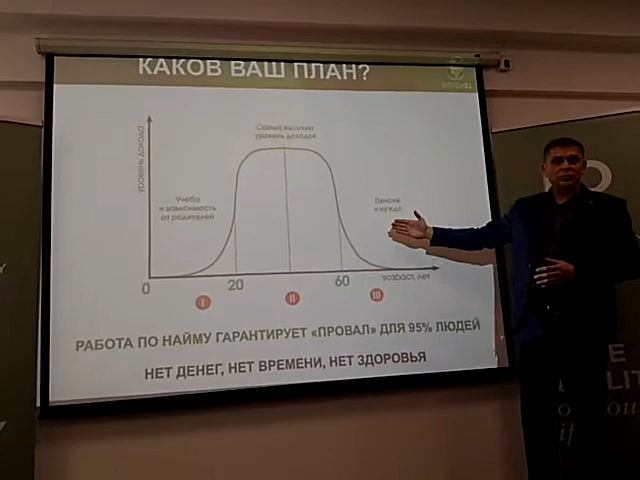 КАКОВ ВАШ ПЛАН?
уровень дохода
Самый высокий
уровень доходов
Учеба
и зависимость
от родителей
Пенсия
и нужда
возраст, лет
0
20
60
I
II
III
РАБОТА ПО НАЙМУ ГАРАНТИРУЕТ «ПРОВАЛ» ДЛЯ 95% ЛЮДЕЙ
НЕТ ДЕНЕГ, НЕТ ВРЕМЕНИ, НЕТ ЗДОРОВЬЯ